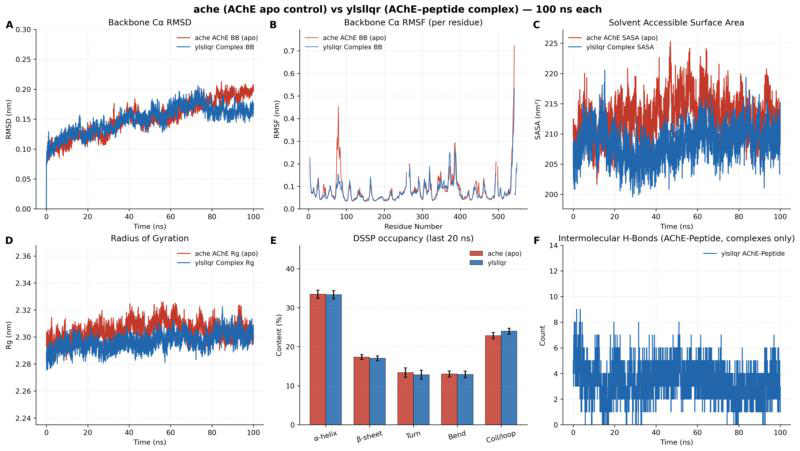 ache (AChE apo control) vs ylsllqr (AChE–peptide complex) — 100 ns each
A
Backbone Cα RMSD
ache AChE BB (apo)
ylsllqr Complex BB
RMSD (nm)
0.30
0.25
0.20
0.15
0.10
0.05
0.00
0 20 40 60 80 100
Time (ns)
B
Backbone Cα RMSF (per residue)
ache AChE BB (apo)
ylsllqr Complex BB
RMSF (nm)
0.7
0.6
0.5
0.4
0.3
0.2
0.1
0.0
0 100 200 300 400 500
Residue Number
C
Solvent Accessible Surface Area
ache AChE SASA (apo)
ylsllqr Complex SASA
SASA (nm²)
225
220
215
210
205
200
0 20 40 60 80 100
Time (ns)
D
Radius of Gyration
ache AChE Rg (apo)
ylsllqr Complex Rg
Rg (nm)
2.36
2.34
2.32
2.30
2.28
2.26
2.24
0 20 40 60 80 100
Time (ns)
E
DSSP occupancy (last 20 ns)
ache (apo)
ylsllqr
Content (%)
40
30
20
10
0
α-helix β-sheet Turn Bend Coil/loop
F
Intermolecular H-Bonds (AChE-Peptide, complexes only)
ylsllqr AChE-Peptide
Count
14
12
10
8
6
4
2
0
0 20 40 60 80 100
Time (ns)